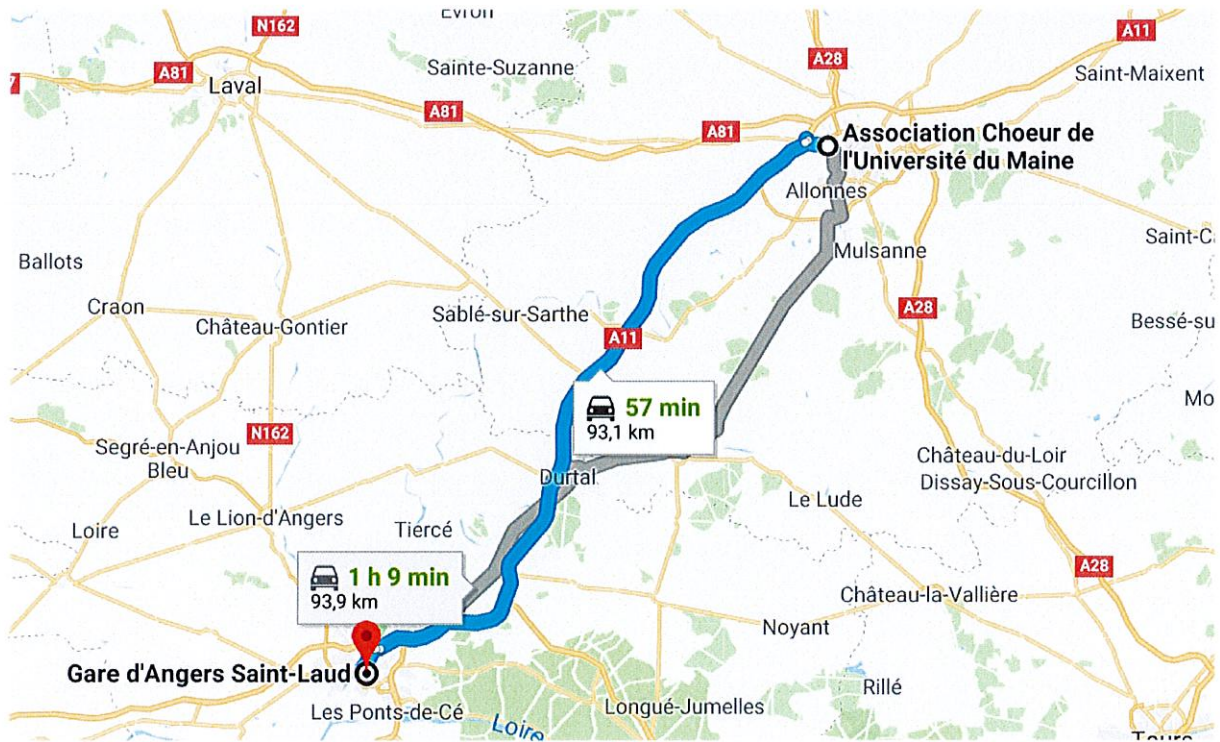 Evron
N162
A11
A28
Sainte-Suzanne
A81
Saint-Maixent
Laval
A81
A81
Association Choeur de
l'Université du Maine
Allonnes
Saint-C
Mulsanne
Ballots
Craon
Sablé-sur-Sarthe
A28
Château-Gontier
A11
Bessé-su
57 min
93,1 km
Mo
N162
Segré-en-Anjou
Bleu
Château-du-Loir
Durtal
Dissay-Sous-Courcillon
Le Lude
Le Lion-d'Angers
Tiercé
Loire
1 h 9 min
93,9 km
A28
Château-la-Vallière
Noyant
Gare d'Angers Saint-Laud
Rillé
Les Ponts-de-Cé
Longué-Jumelles
Loire
Tours